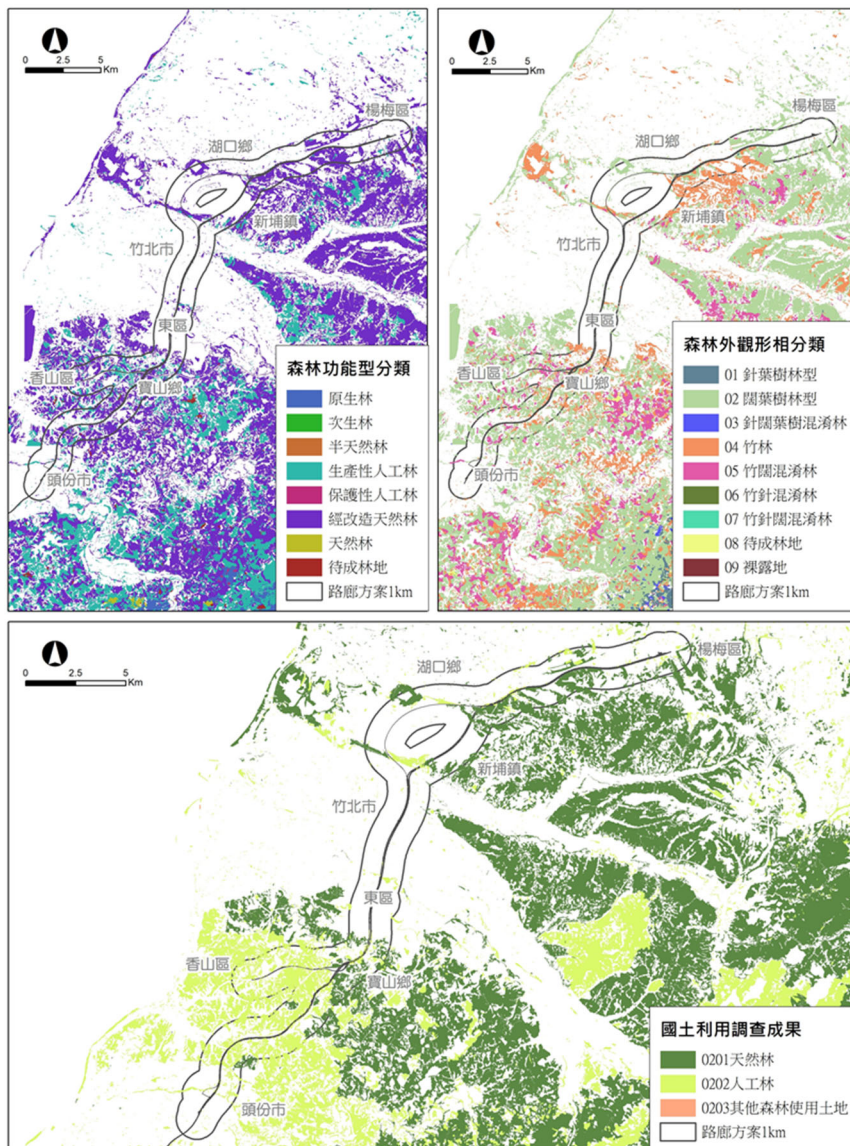 0 2.5 5
Km
楊梅區
湖口鄉
新埔鎮
竹北市
東區
香山區
寶山鄉
頭份市
森林功能型分類
原生林
次生林
半天然林
生產性人工林
保護性人工林
經改造天然林
天然林
待成林地
路廊方案1km
0 2.5 5
Km
楊梅區
湖口鄉
新埔鎮
竹北市
東區
香山區
寶山鄉
頭份市
森林外觀形相分類
01 針葉樹林型
02 闊葉樹林型
03 針闊葉樹混淆林
04 竹林
05 竹闊混淆林
06 竹針混淆林
07 竹針闊混淆林
08 待成林地
09 裸露地
路廊方案1km
0 2.5 5
Km
楊梅區
湖口鄉
新埔鎮
竹北市
東區
香山區
寶山鄉
頭份市
國土利用調查成果
0201天然林
0202人工林
0203其他森林使用土地
路廊方案1km